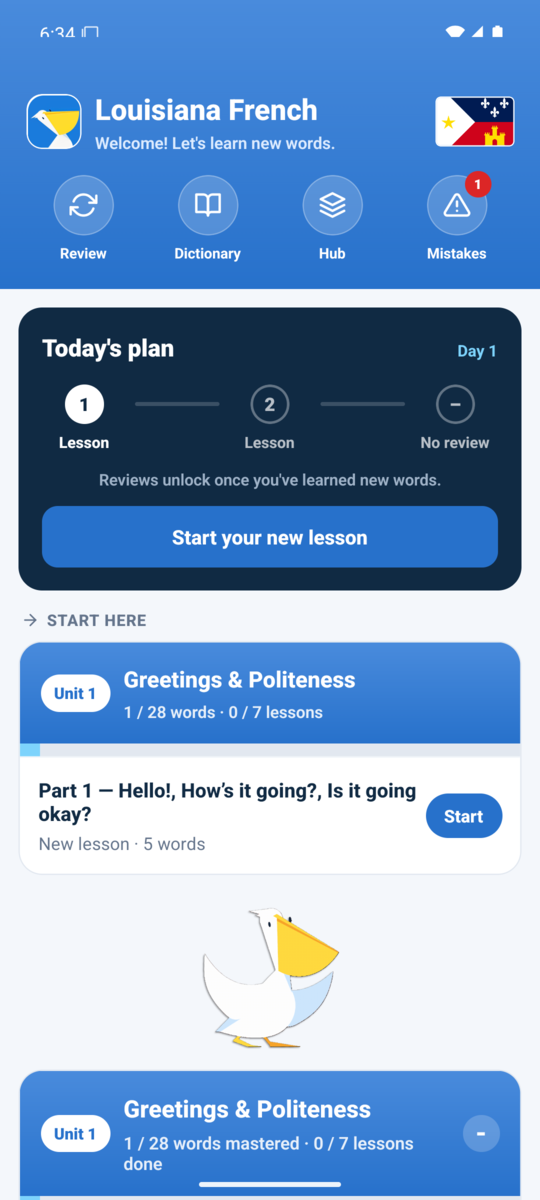 6:34
Louisiana French
Welcome! Let's learn new words.
Review
Dictionary
Hub
1
Mistakes
Today's plan
Day 1
1
Lesson
2
Lesson
–
No review
Reviews unlock once you've learned new words.
Start your new lesson
START HERE
Unit 1
Greetings & Politeness
1 / 28 words · 0 / 7 lessons
Part 1 — Hello!, How’s it going?, Is it going
okay?
New lesson · 5 words
Start
Unit 1
Greetings & Politeness
1 / 28 words mastered · 0 / 7 lessons
done
-